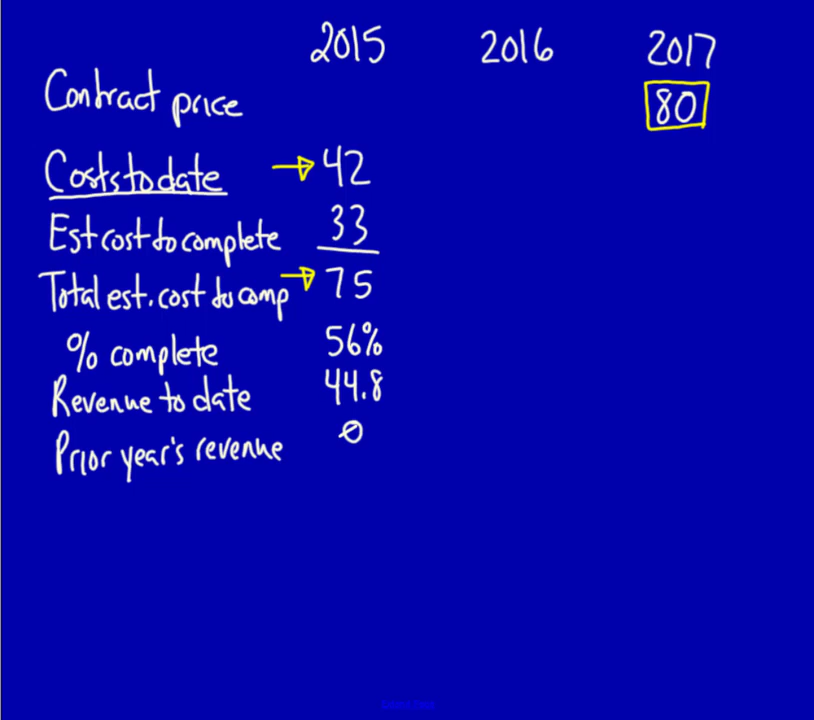 2015 2016 2017
Contract price 80
Costs to date → 42
Est cost to complete 33
Total est. cost to comp → 75
% complete 56%
Revenue to date 44.8
Prior year's revenue 0